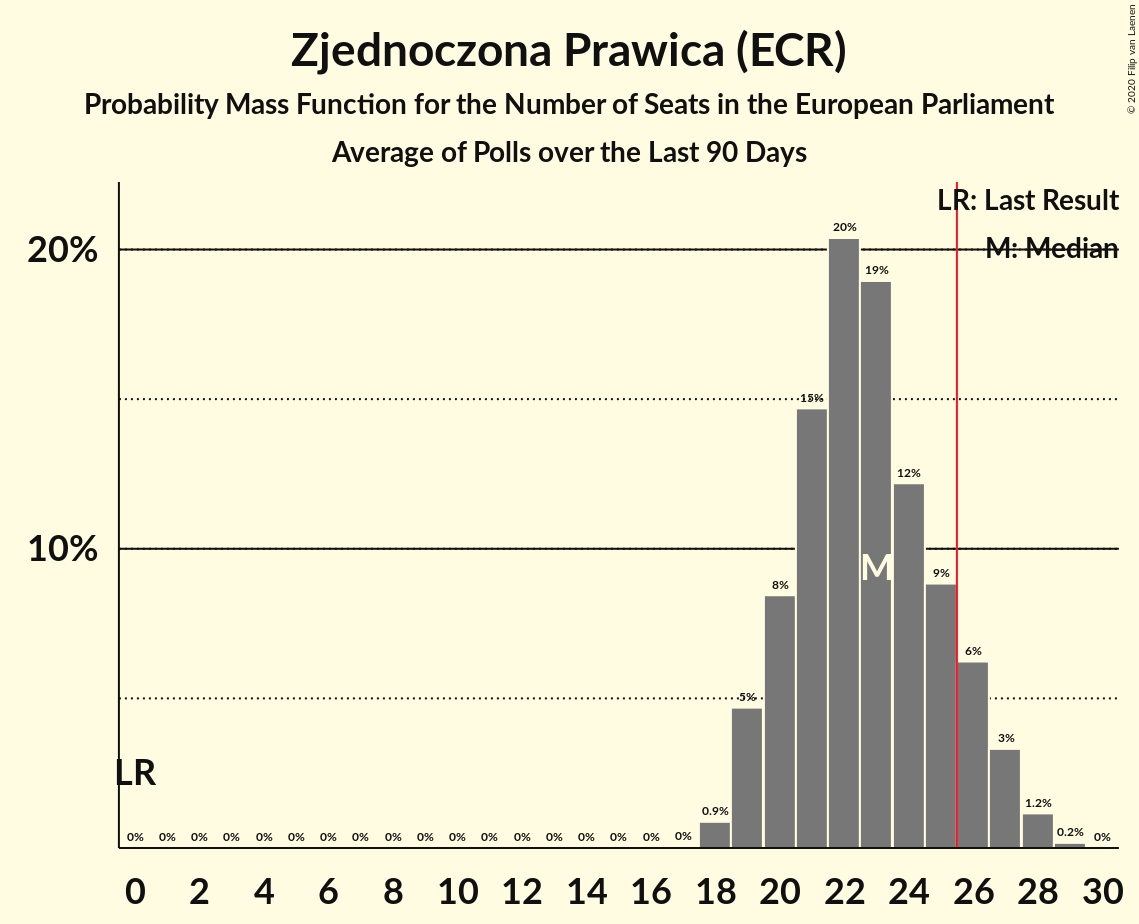 Zjednoczona Prawica (ECR)
Probability Mass Function for the Number of Seats in the European Parliament
Average of Polls over the Last 90 Days
© 2020 Filip van Laenen
LR: Last Result
M: Median
20%
10%
20%
19%
15%
12%
9%
8%
6%
5%
3%
1.2%
0.9%
0.2%
M
LR
0% 0% 0% 0% 0% 0% 0% 0% 0% 0% 0% 0% 0% 0% 0% 0% 0% 0% 0%
0 2 4 6 8 10 12 14 16 18 20 22 24 26 28 30